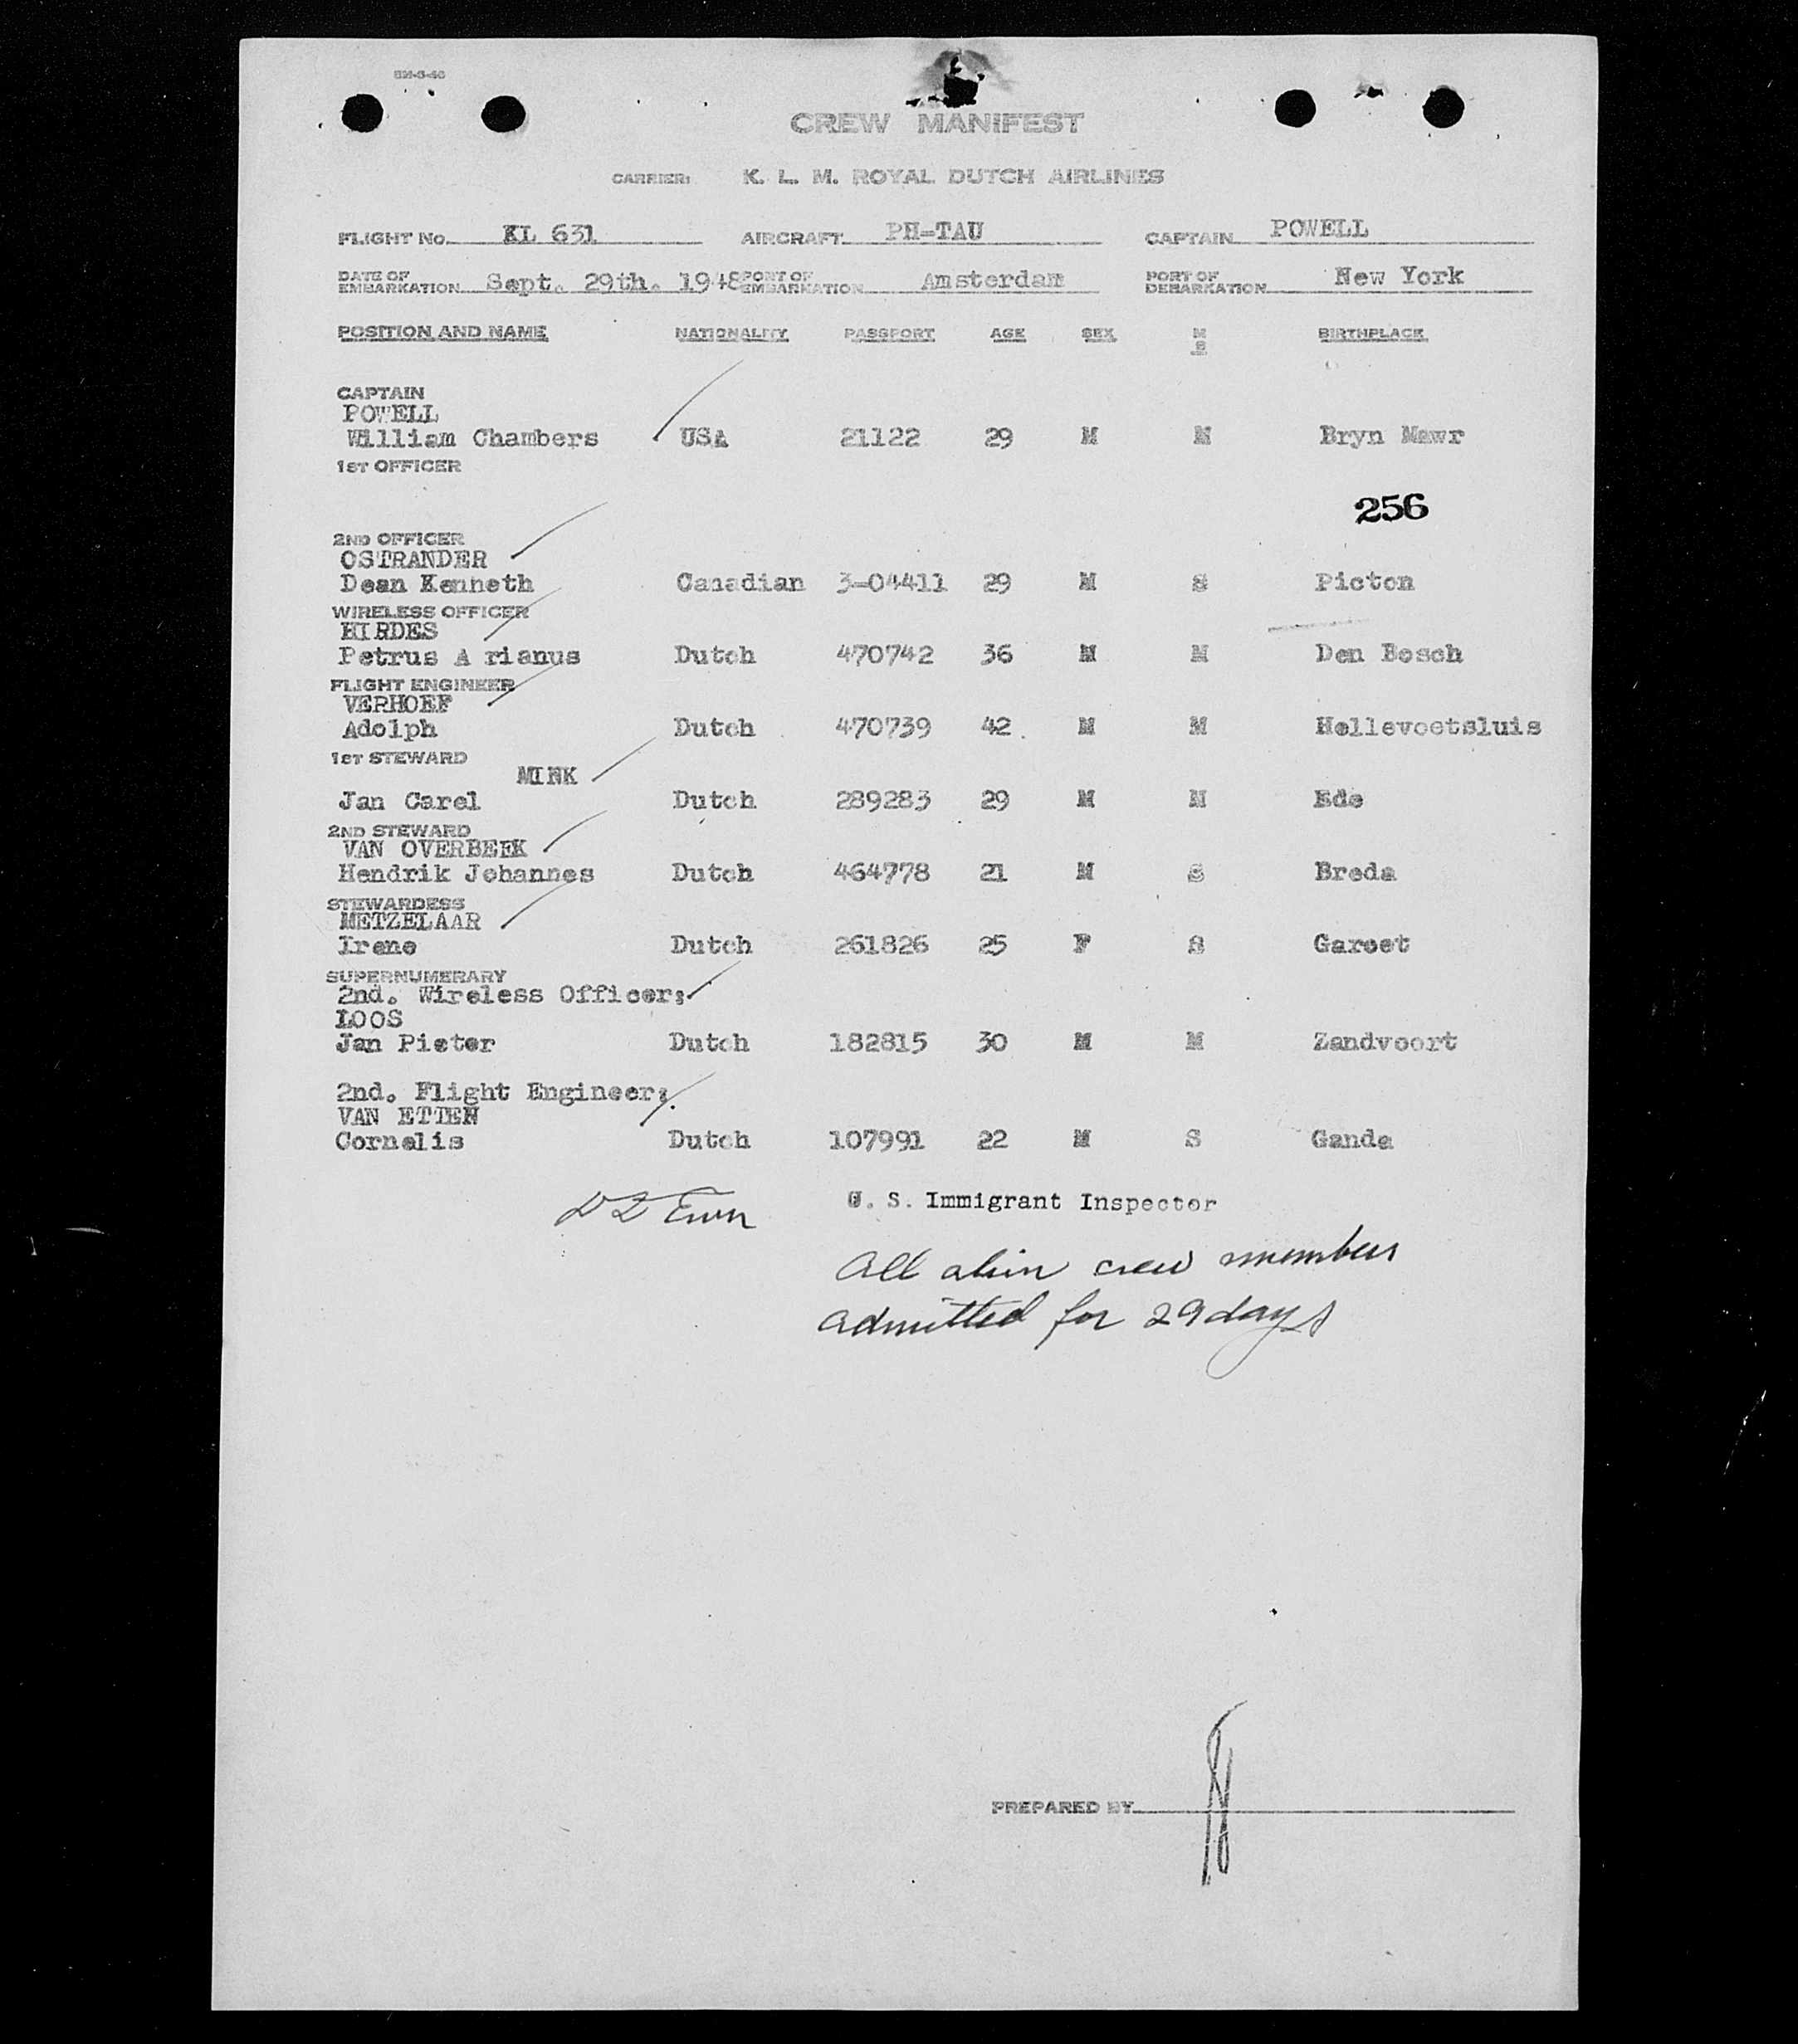 CREW MANIFEST
CARRIER: K. L. M. ROYAL DUTCH AIRLINES
FLIGHT No. KL 631 AIRCRAFT PH-TAU CAPTAIN POWELL
DATE OF EMBARKATION Sept. 29th. 1948 PORT OF EMBARKATION Amsterdam PORT OF DEBARKATION New York
POSITION AND NAME NATIONALITY PASSPORT AGE SEX M S BIRTHPLACE
CAPTAIN
POWELL
William Chambers USA 21122 29 M M Bryn Mawr
1ST OFFICER
256
2ND OFFICER
OSTRANDER
Dean Kenneth Canadian 3-04411 29 M S Picton
WIRELESS OFFICER
HIRDES
Petrus A rianus Dutch 470742 36 M M Den Bosch
FLIGHT ENGINEER
VERHOEF
Adolph Dutch 470739 42 M M Hellevoetsluis
1ST STEWARD
MINK
Jan Carel Dutch 289283 29 M M Ede
2ND STEWARD
VAN OVERBEEK
Hendrik Johannes Dutch 464778 21 M S Breda
STEWARDESS
METZELAAR
Irene Dutch 261826 25 F S Garoet
SUPERNUMERARY
2nd. Wireless Officer:
LOOS
Jan Pieter Dutch 182815 30 M M Zandvoort
2nd. Flight Engineer:
VAN ETTEN
Cornelis Dutch 107991 22 M S Ganda
U. S. Immigrant Inspector
All alien crew members
admitted for 29 days
PREPARED BY